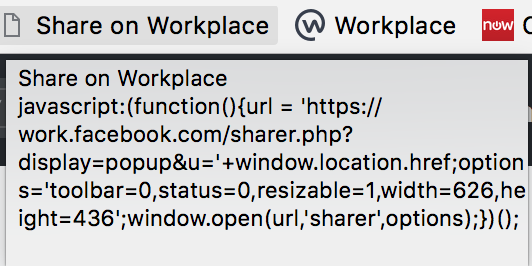 Share on Workplace Workplace now
Share on Workplace
javascript:(function(){url = 'https://
work.facebook.com/sharer.php?
display=popup&u='+window.location.href;option
s='toolbar=0,status=0,resizable=1,width=626,he
ight=436';window.open(url,'sharer',options);})();